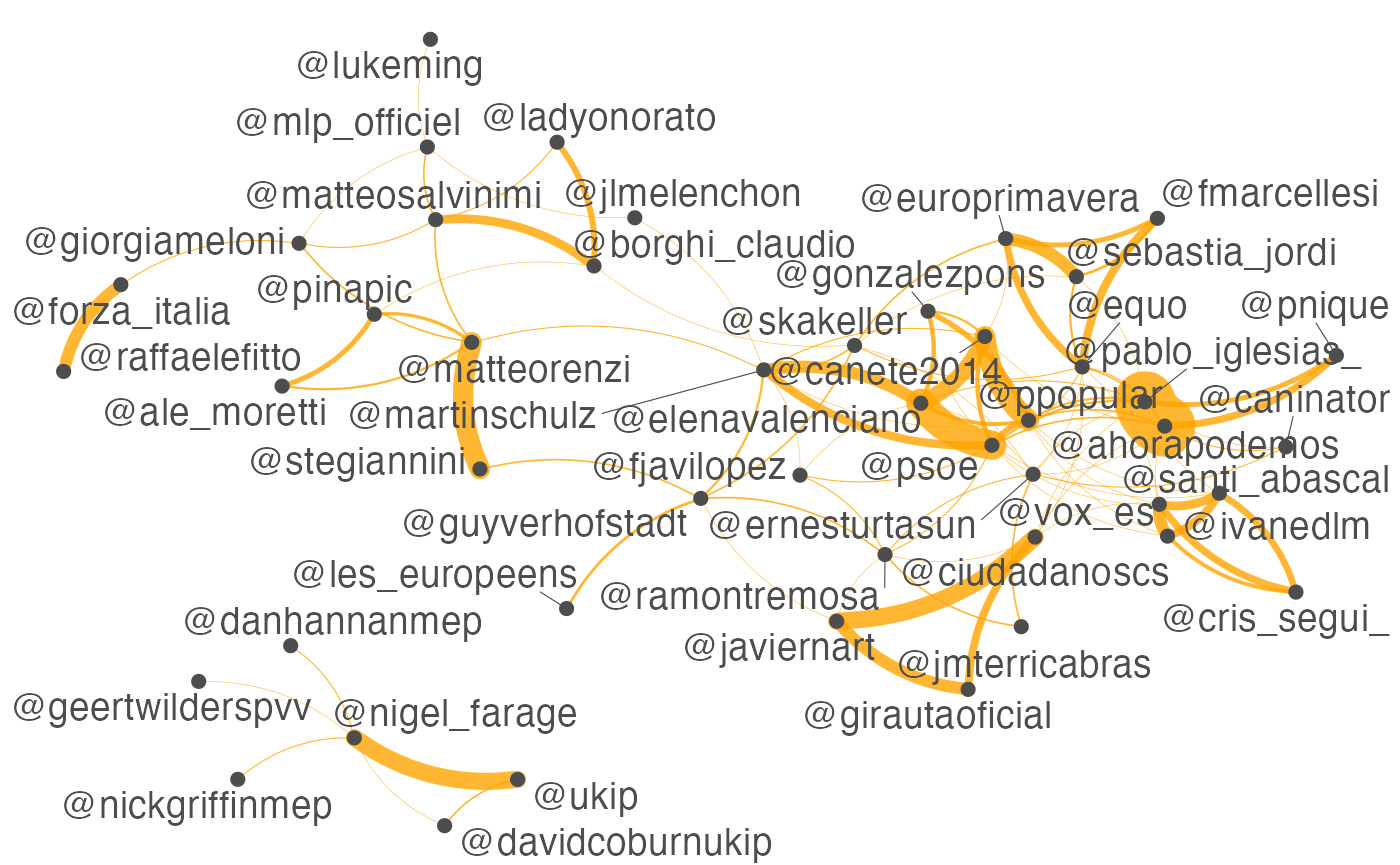 @lukeming
@mlp_officiel
@ladyonorato
@matteosalvinimi
@jlmelenchon
@europrimavera
@fmarcellesi
@giorgiameloni
@borghi_claudio
@sebastia_jordi
@gonzalezpons
@pinapic
@forza_italia
@equo
@pnique
@skakeller
@raffaelefitto
@pablo_iglesias_
@matteorenzi
@canete2014
@ppopular
@caninator
@ale_moretti
@martinschulz
@elenavalenciano
@ahorapodemos
@stegiannini
@fjavilopez
@psoe
@santi_abascal
@guyverhofstadt
@ernesturtasun
@vox_es
@ivanedlm
@les_europeens
@ciudadanoscs
@ramontremosa
@danhannanmep
@cris_segui_
@javiernart
@jmterricabras
@geertwilderspvv
@nigel_farage
@girautaoficial
@nickgriffinmep
@ukip
@davidcoburnukip